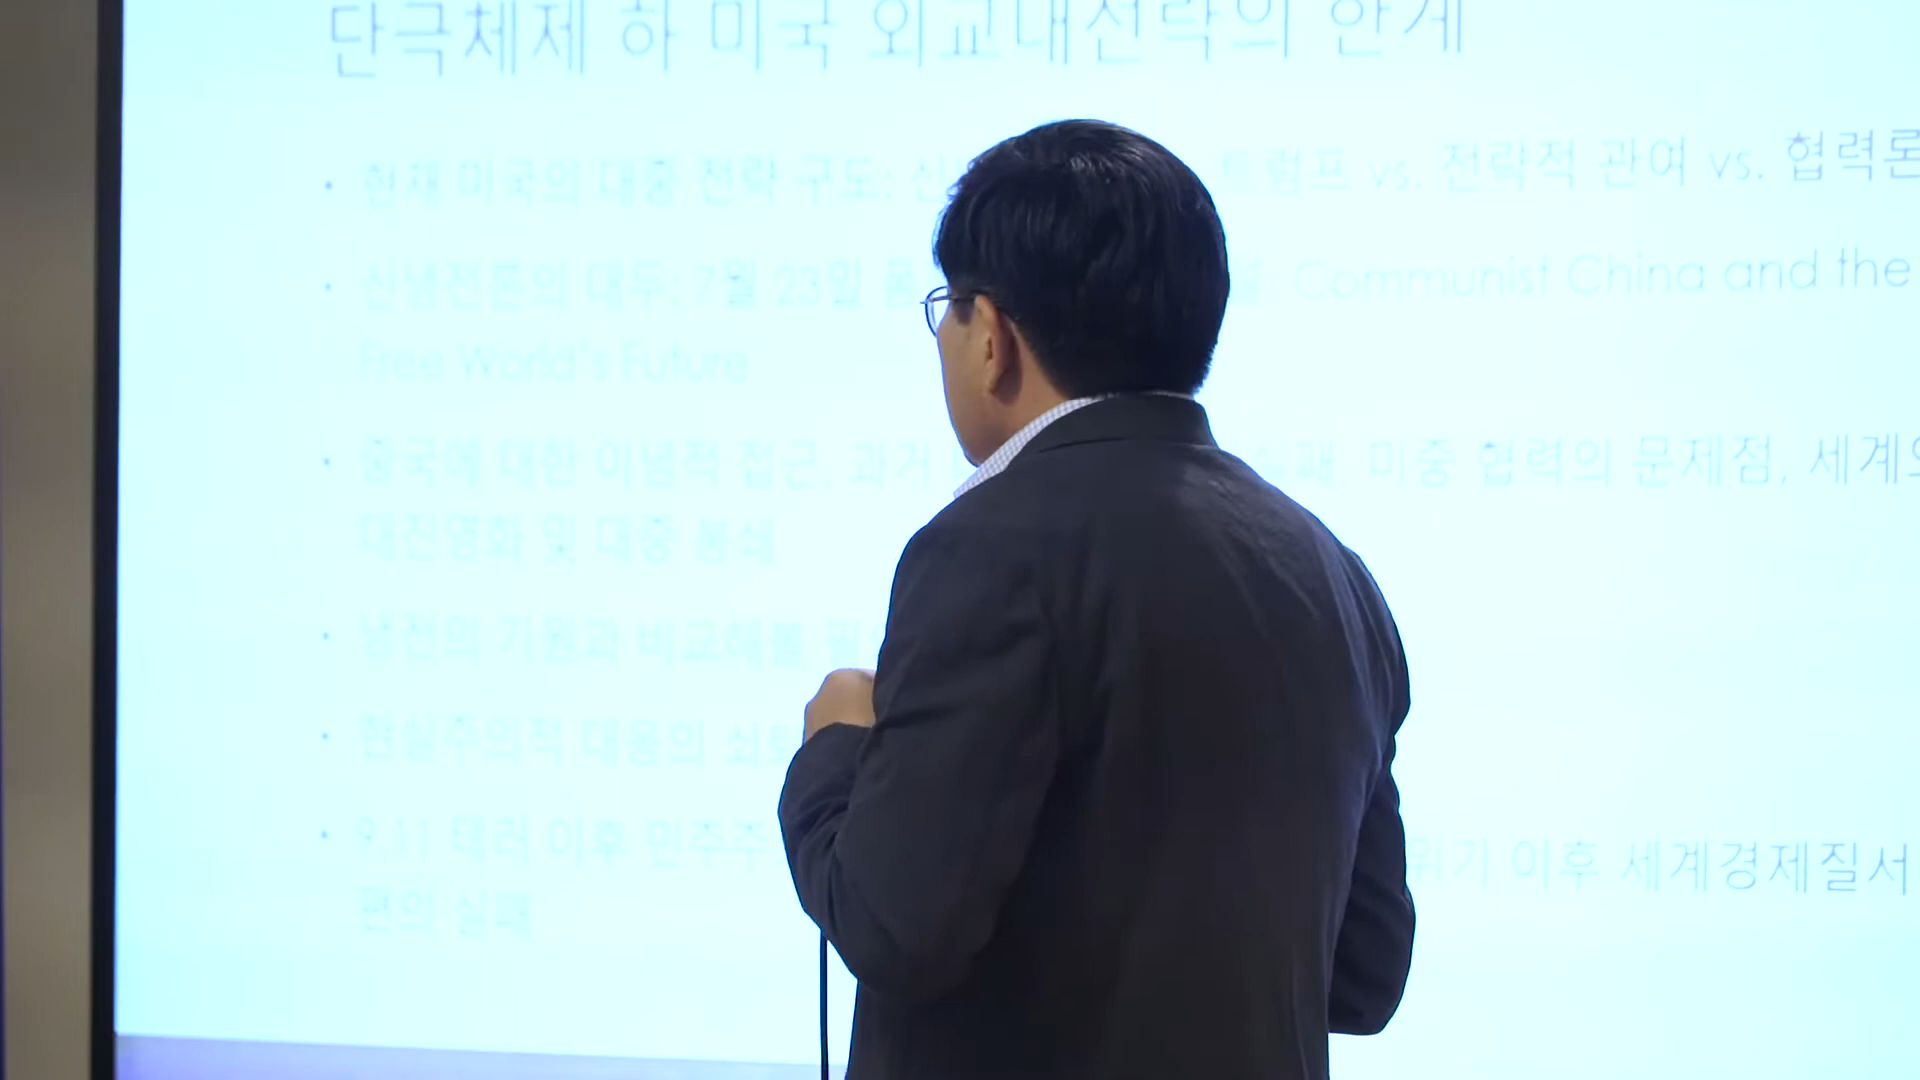 단극체제 하 미국 외교대전략의 한계
• 현재 미국의 대중 전략 구도: 신 트럼프 vs. 전략적 관여 vs. 협력론
• 신냉전론의 대두: 7월 23일 폼 Communist China and the
Free World's Future
• 중국에 대한 이념적 접근, 과거 실패, 미중 협력의 문제점, 세계의
대진영화 및 대중 봉쇄
• 냉전의 기원과 비교해볼 필
• 현실주의적 대응의 쇠퇴
• 9.11 테러 이후 민주주 위기 이후 세계경제질서
편의 실패